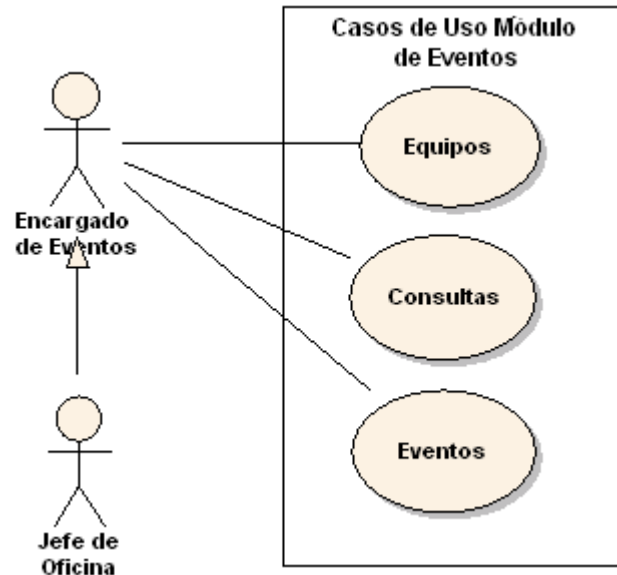 Casos de Uso Módulo
de Eventos
Equipos
Encargado
de Eventos
Consultas
Eventos
Jefe de
Oficina